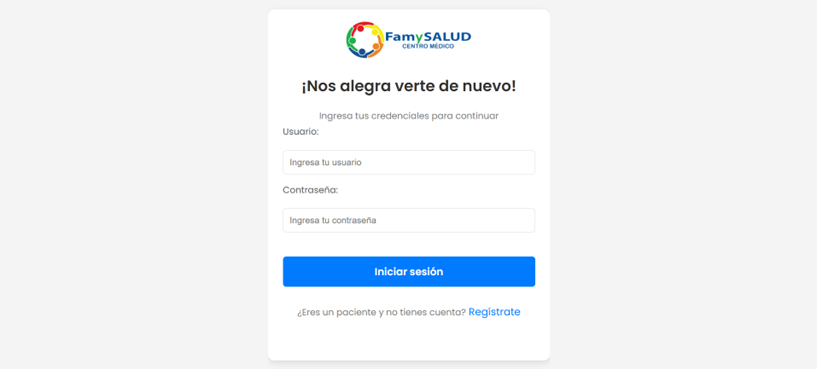 FamySALUD
CENTRO MÉDICO
¡Nos alegra verte de nuevo!
Ingresa tus credenciales para continuar
Usuario:
Ingresa tu usuario
Contraseña:
Ingresa tu contraseña
Iniciar sesión
¿Eres un paciente y no tienes cuenta? Regístrate